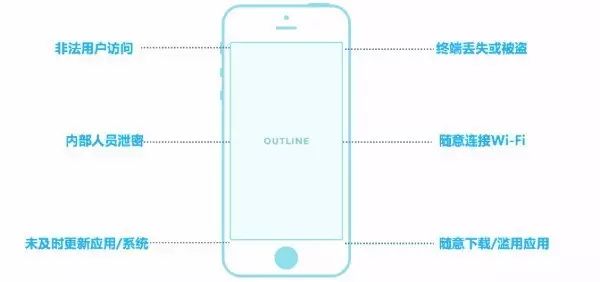 非法用户访问
终端丢失或被盗
内部人员泄密
OUTLINE
随意连接Wi-Fi
未及时更新应用/系统
随意下载/滥用应用